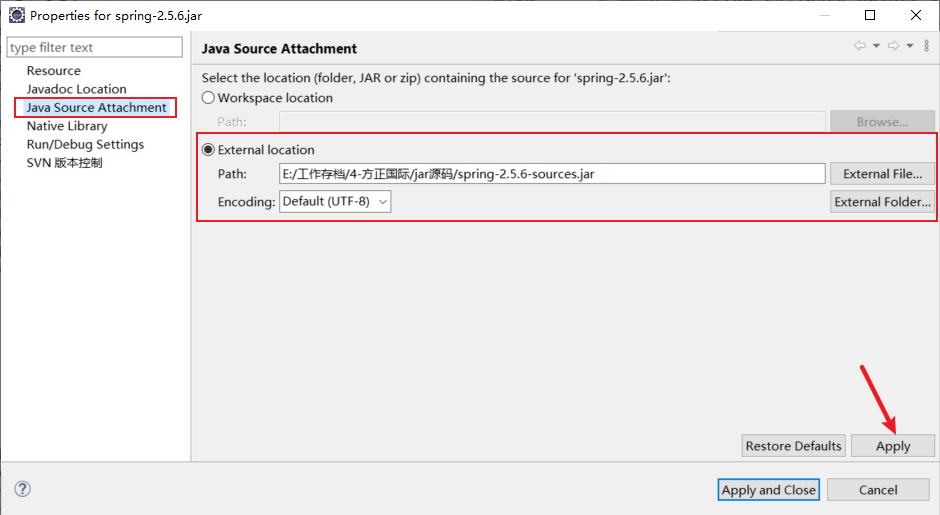 Properties for spring-2.5.6.jar
type filter text
Resource
Javadoc Location
Java Source Attachment
Native Library
Run/Debug Settings
SVN 版本控制
Java Source Attachment
Select the location (folder, JAR or zip) containing the source for 'spring-2.5.6.jar':
Workspace location
Path:
Browse...
External location
Path:
E:/工作存档/4-方正国际/jar源码/spring-2.5.6-sources.jar
External File...
Encoding:
Default (UTF-8)
External Folder...
Restore Defaults
Apply
Apply and Close
Cancel